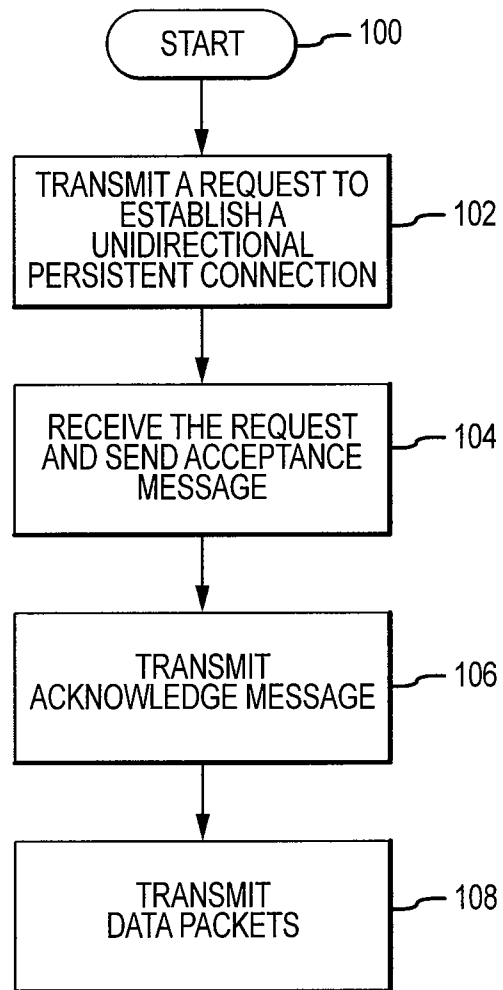 START
100
TRANSMIT A REQUEST TO
ESTABLISH A
UNIDIRECTIONAL
PERSISTENT CONNECTION
102
RECEIVE THE REQUEST
AND SEND ACCEPTANCE
MESSAGE
104
TRANSMIT
ACKNOWLEDGE MESSAGE
106
TRANSMIT
DATA PACKETS
108